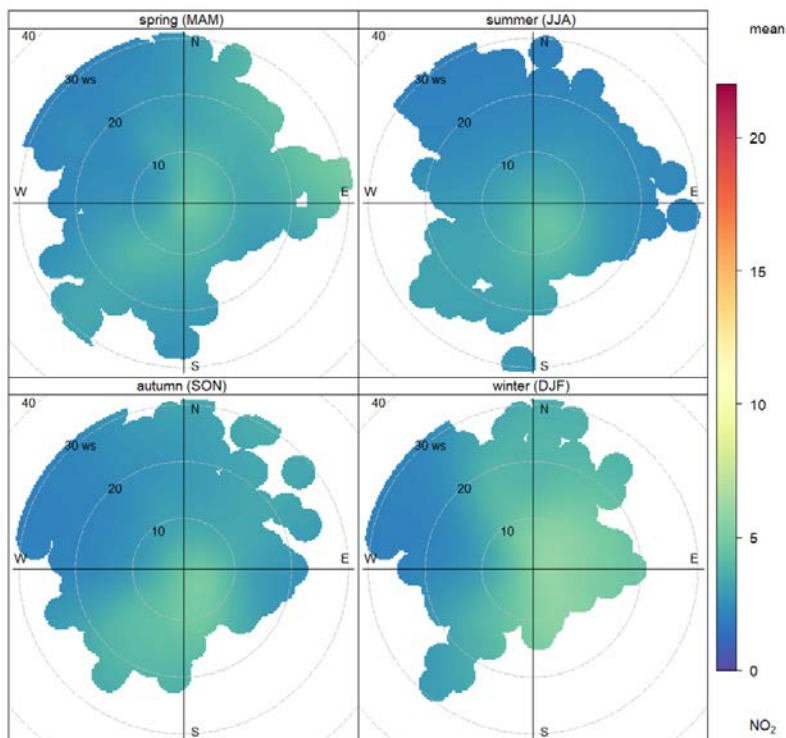 spring (MAM)
summer (JJA)
mean
40
30 ws
20
10
N
W
E
S
40
30 ws
20
10
N
W
E
S
20
15
10
5
0
autumn (SON)
winter (DJF)
40
30 ws
20
10
N
W
E
S
40
30 ws
20
10
N
W
E
S
NO₂